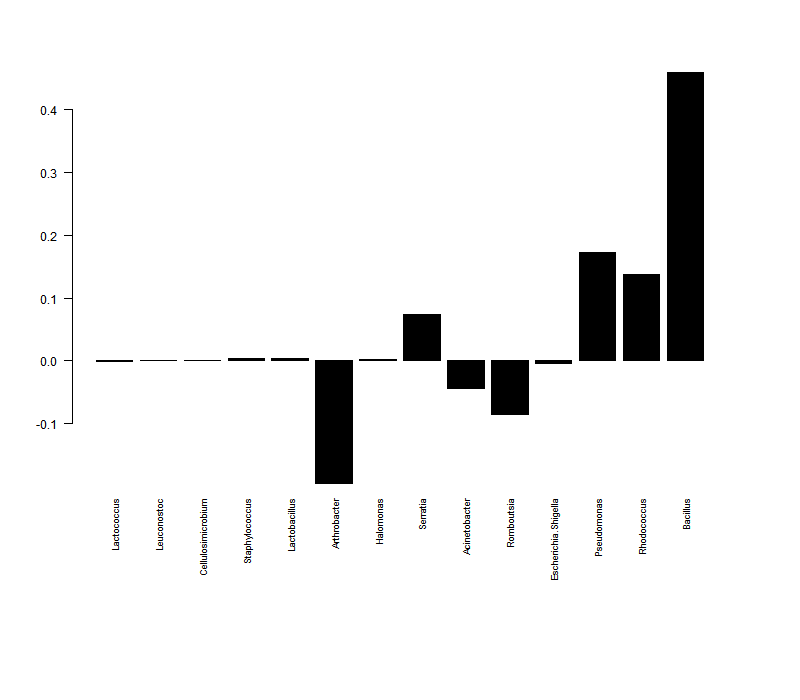 0.4
0.3
0.2
0.1
0.0
-0.1
Lactococcus
Leuconostoc
Cellulosimicrobium
Staphylococcus
Lactobacillus
Arthrobacter
Halomonas
Serratia
Acinetobacter
Romboutsia
Escherichia.Shigella
Pseudomonas
Rhodococcus
Bacillus